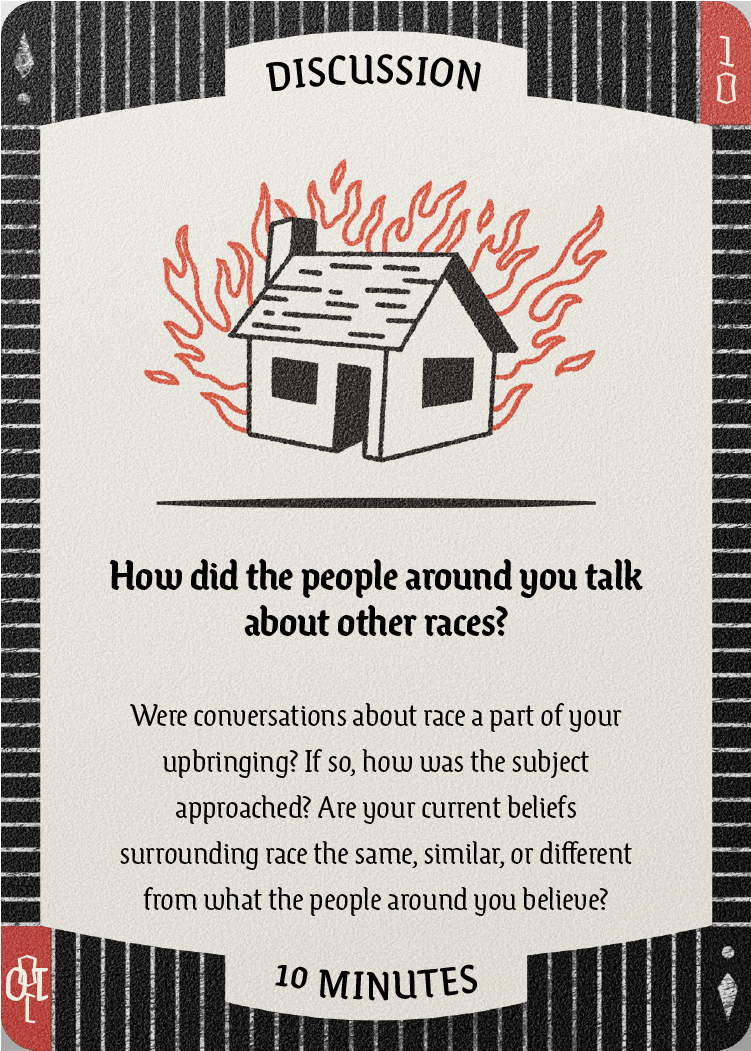 DISCUSSION
10
How did the people around you talk
about other races?
Were conversations about race a part of your
upbringing? If so, how was the subject
approached? Are your current beliefs
surrounding race the same, similar, or different
from what the people around you believe?
10 MINUTES
10